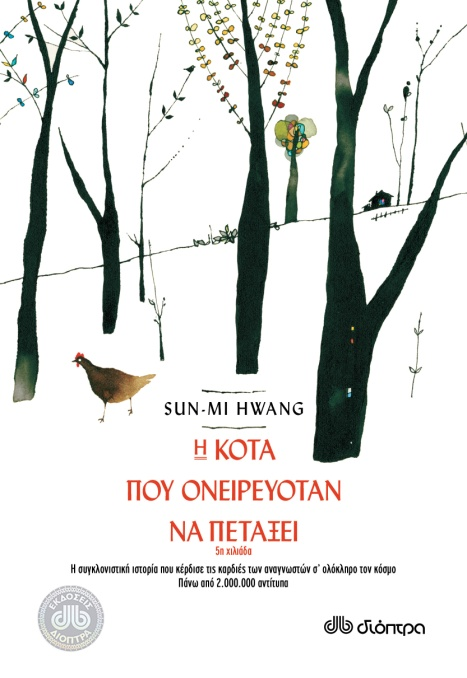 SUN-MI HWANG
Η ΚΟΤΑ
ΠΟΥ ΟΝΕΙΡΕΥΟΤΑΝ
ΝΑ ΠΕΤΑΞΕΙ
5η χιλιάδα
Η συγκλονιστική ιστορία που κέρδισε τις καρδιές των αναγνωστών σ' ολόκληρο τον κόσμο
Πάνω από 2.000.000 αντίτυπα
ΕΚΔΟΣΕΙΣ
ΔΙΟΠΤΡΑ
διόπτρα